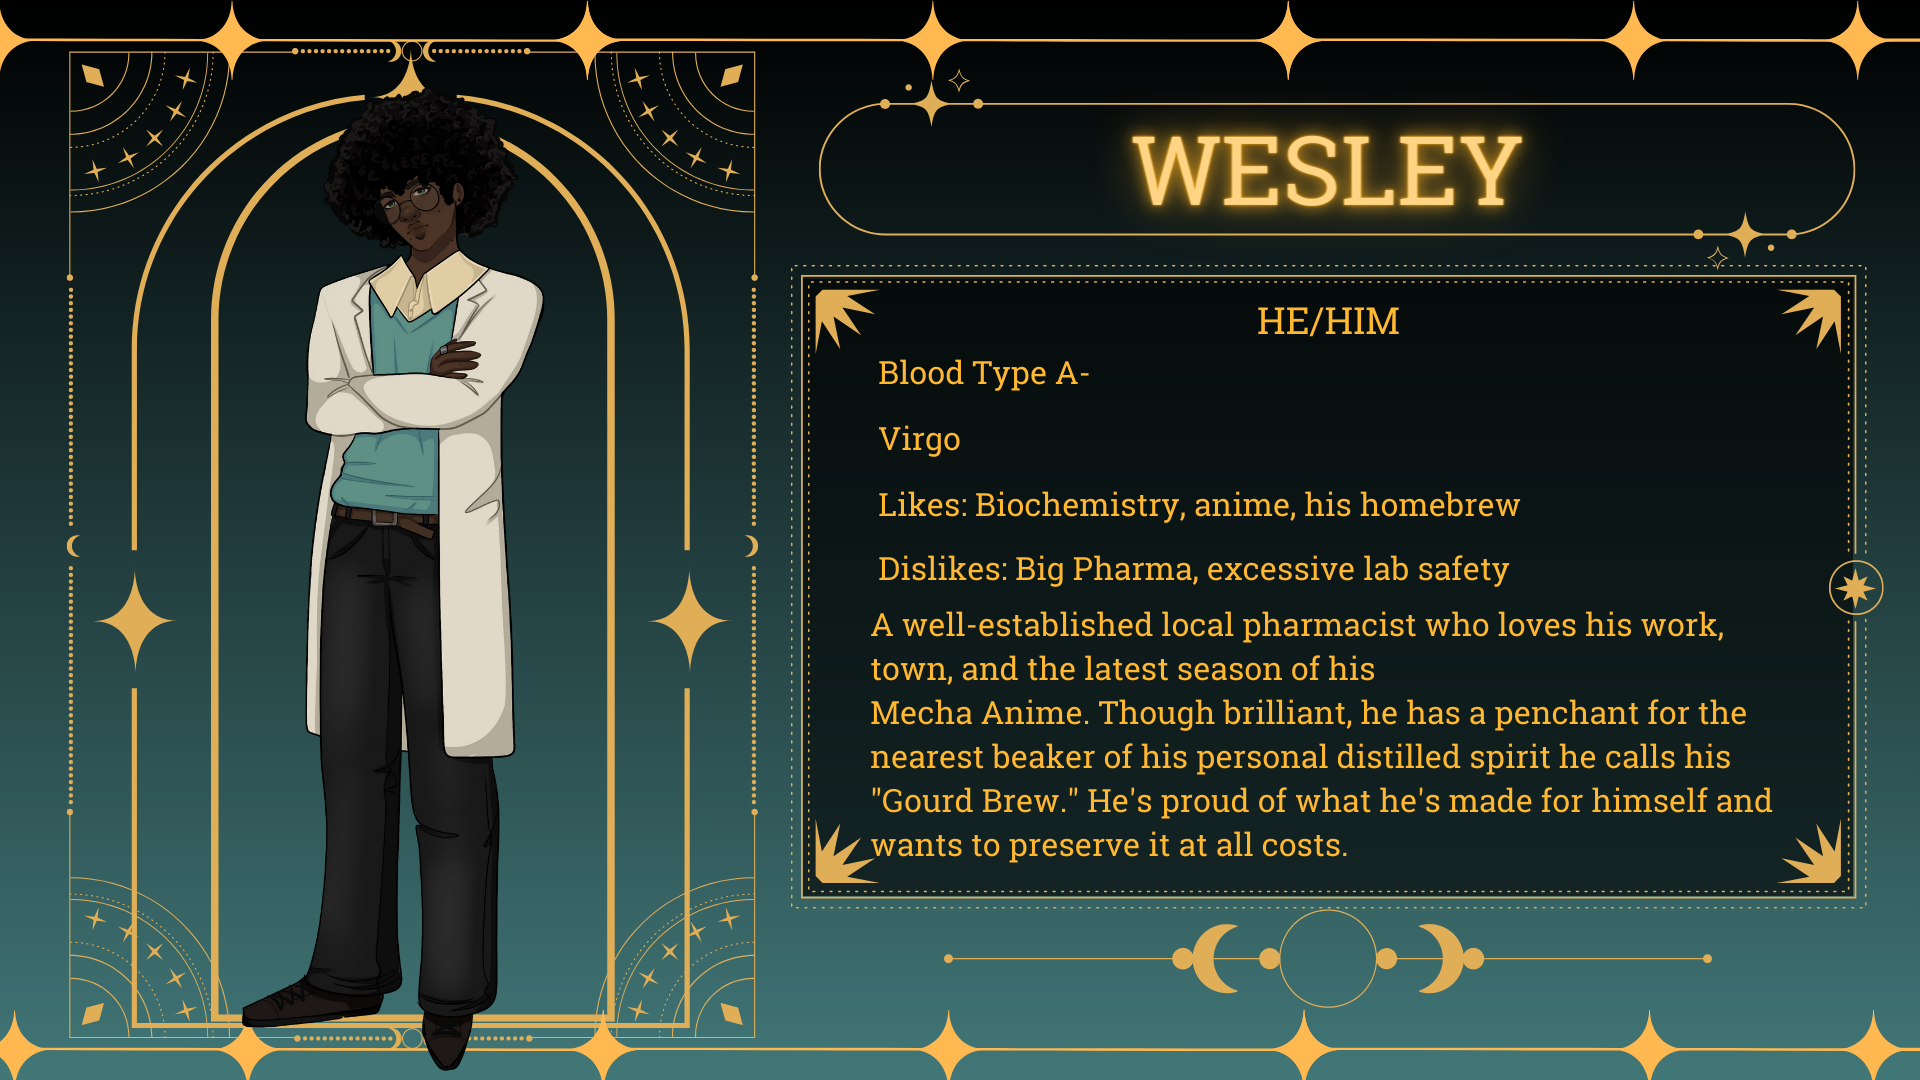 WESLEY
HE/HIM
Blood Type A-
Virgo
Likes: Biochemistry, anime, his homebrew
Dislikes: Big Pharma, excessive lab safety
A well-established local pharmacist who loves his work,
town, and the latest season of his
Mecha Anime. Though brilliant, he has a penchant for the
nearest beaker of his personal distilled spirit he calls his
"Gourd Brew." He's proud of what he's made for himself and
wants to preserve it at all costs.